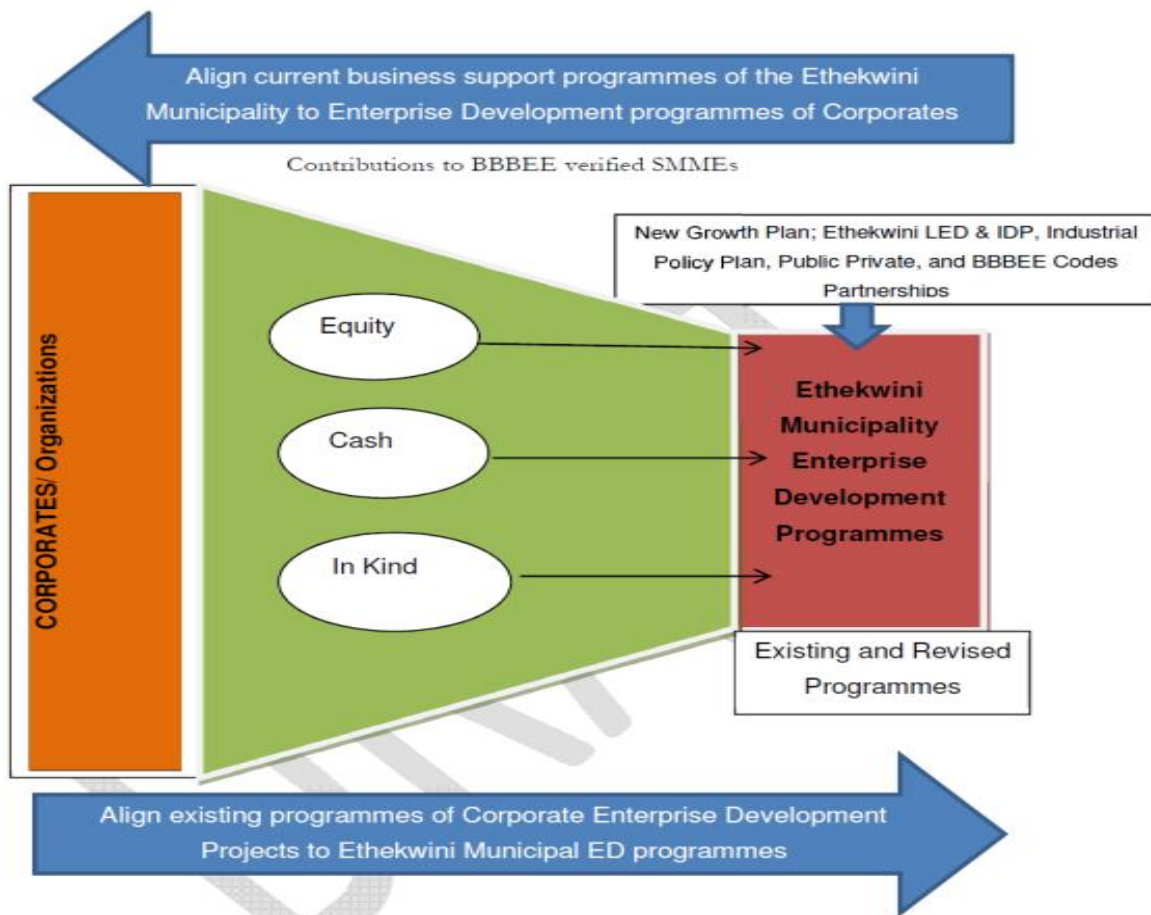 Align current business support programmes of the Ethekwini
Municipality to Enterprise Development programmes of Corporates
Contributions to BBBEE verified SMMEs
CORPORATES/ Organizations
New Growth Plan; Ethekwini LED & IDP, Industrial
Policy Plan, Public Private, and BBBEE Codes
Partnerships
Equity
Cash
In Kind
Ethekwini
Municipality
Enterprise
Development
Programmes
Existing and Revised
Programmes
Align existing programmes of Corporate Enterprise Development
Projects to Ethekwini Municipal ED programmes